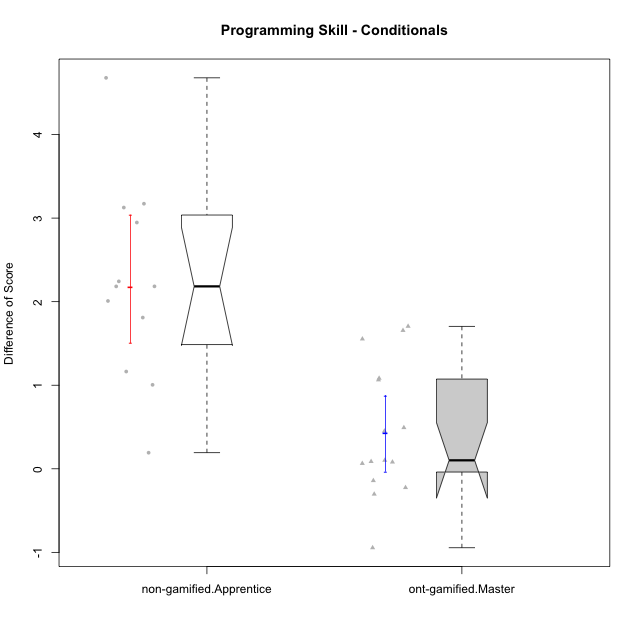 Programming Skill - Conditionals
Difference of Score
4
3
2
1
0
-1
non-gamified.Apprentice
ont-gamified.Master